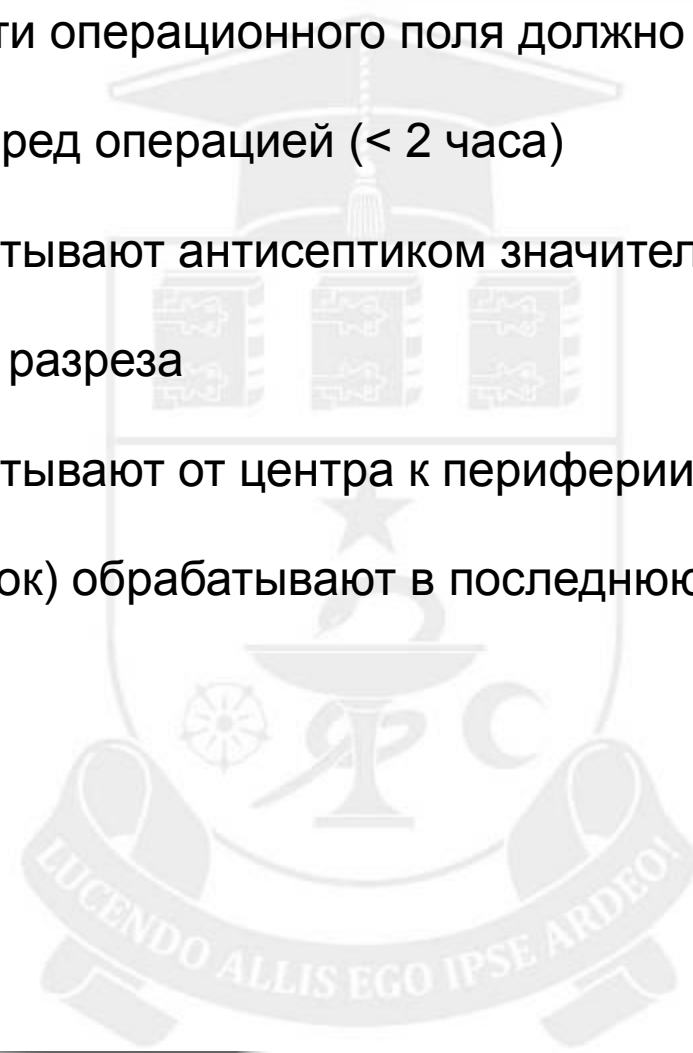 ти операционного поля должно
ред операцией (< 2 часа)
тывают антисептиком значител
разреза
тывают от центра к периферии
ок) обрабатывают в последнюю
LUCENDO ALLIS EGO IPSE ARDEO!